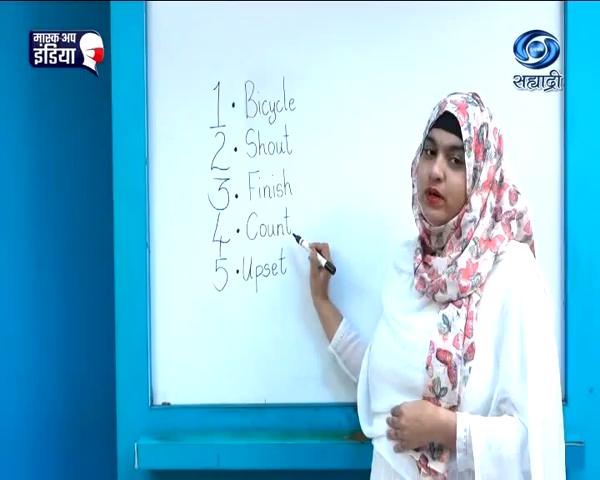 मास्क अप
इंडिया
सह्याद्री
1. Bicycle
2. Shout
3. Finish
4. Count
5. Upset